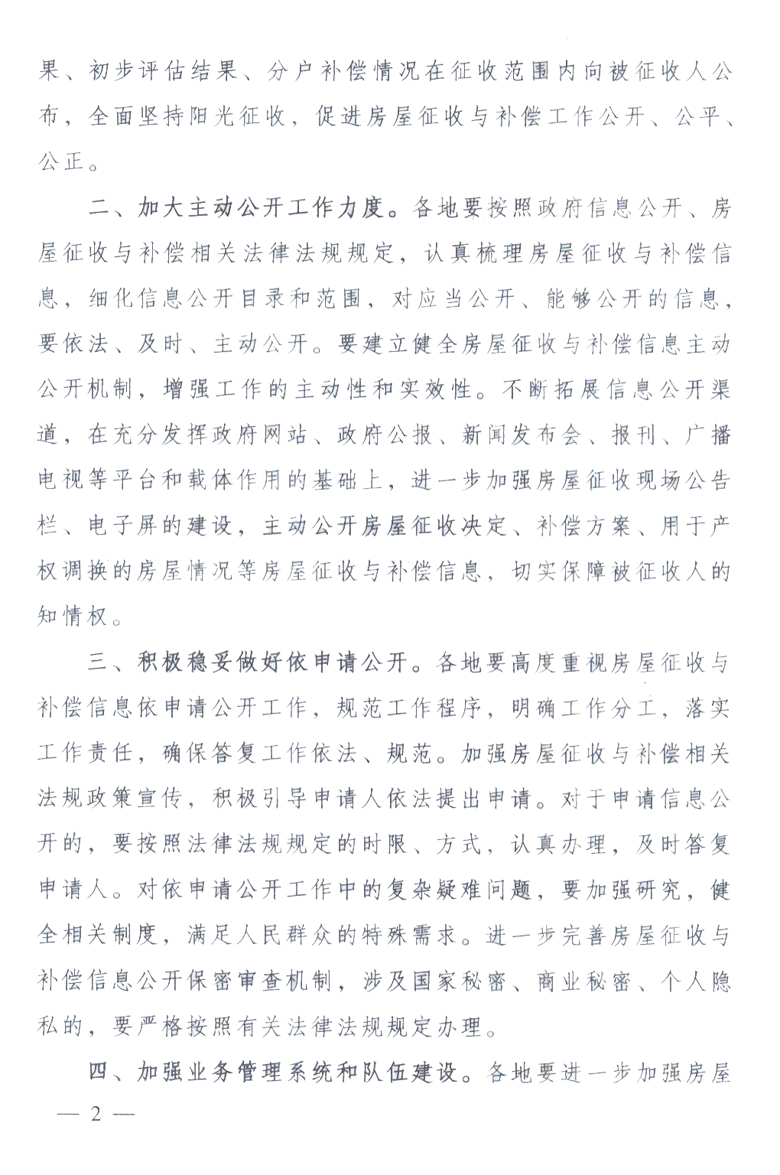 果、初步评估结果、分户补偿情况在征收范围内向被征收人公
布，全面坚持阳光征收，促进房屋征收与补偿工作公开、公平、
公正。
二、加大主动公开工作力度。各地要按照政府信息公开、房
屋征收与补偿相关法律法规规定，认真梳理房屋征收与补偿信
息，细化信息公开目录和范围，对应当公开、能够公开的信息，
要依法、及时、主动公开。要建立健全房屋征收与补偿信息主动
公开机制，增强工作的主动性和实效性。不断拓展信息公开渠
道，在充分发挥政府网站、政府公报、新闻发布会、报刊、广播
电视等平台和载体作用的基础上，进一步加强房屋征收现场公告
栏、电子屏的建设，主动公开房屋征收决定、补偿方案、用于产
权调换的房屋情况等房屋征收与补偿信息，切实保障被征收人的
知情权。
三、积极稳妥做好依申请公开。各地要高度重视房屋征收与
补偿信息依申请公开工作，规范工作程序，明确工作分工，落实
工作责任，确保答复工作依法、规范。加强房屋征收与补偿相关
法规政策宣传，积极引导申请人依法提出申请。对于申请信息公
开的，要按照法律法规规定的时限、方式，认真办理，及时答复
申请人。对依申请公开工作中的复杂疑难问题，要加强研究，健
全相关制度，满足人民群众的特殊需求。进一步完善房屋征收与
补偿信息公开保密审查机制，涉及国家秘密、商业秘密、个人隐
私的，要严格按照有关法律法规规定办理。
四、加强业务管理系统和队伍建设。各地要进一步加强房屋
— 2 —